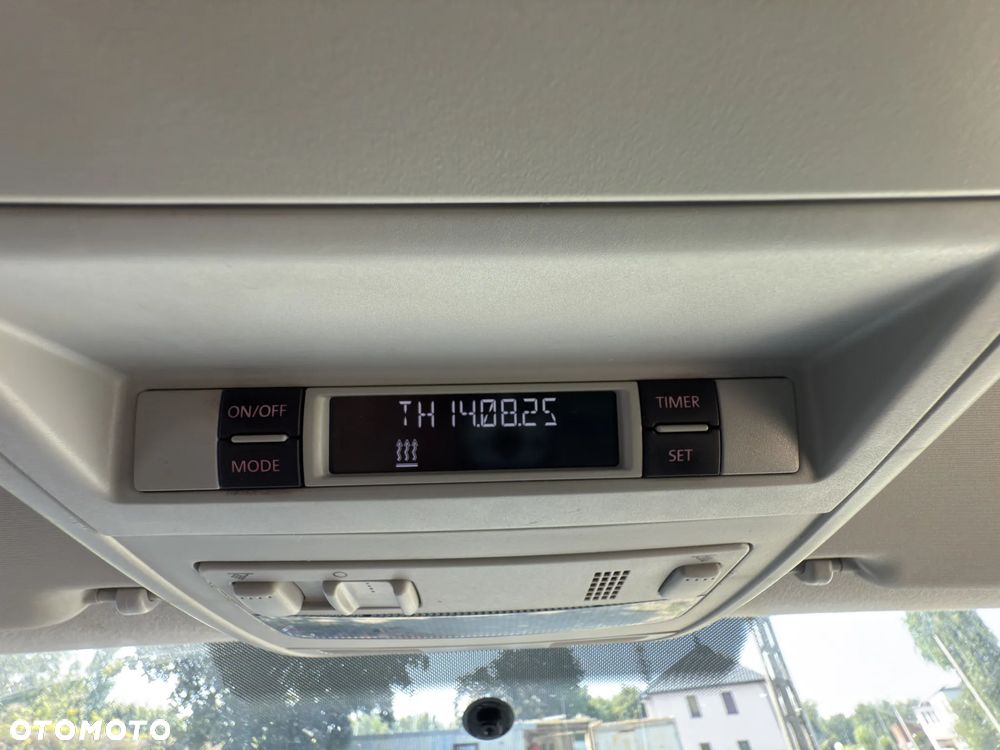 ON/OFF
TH 14.08.25
TIMER
MODE
SET
OTOMOTO